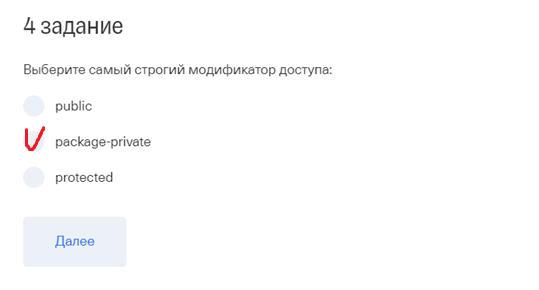 4 задание
Выберите самый строгий модификатор доступа:
public
package-private
protected
Далее